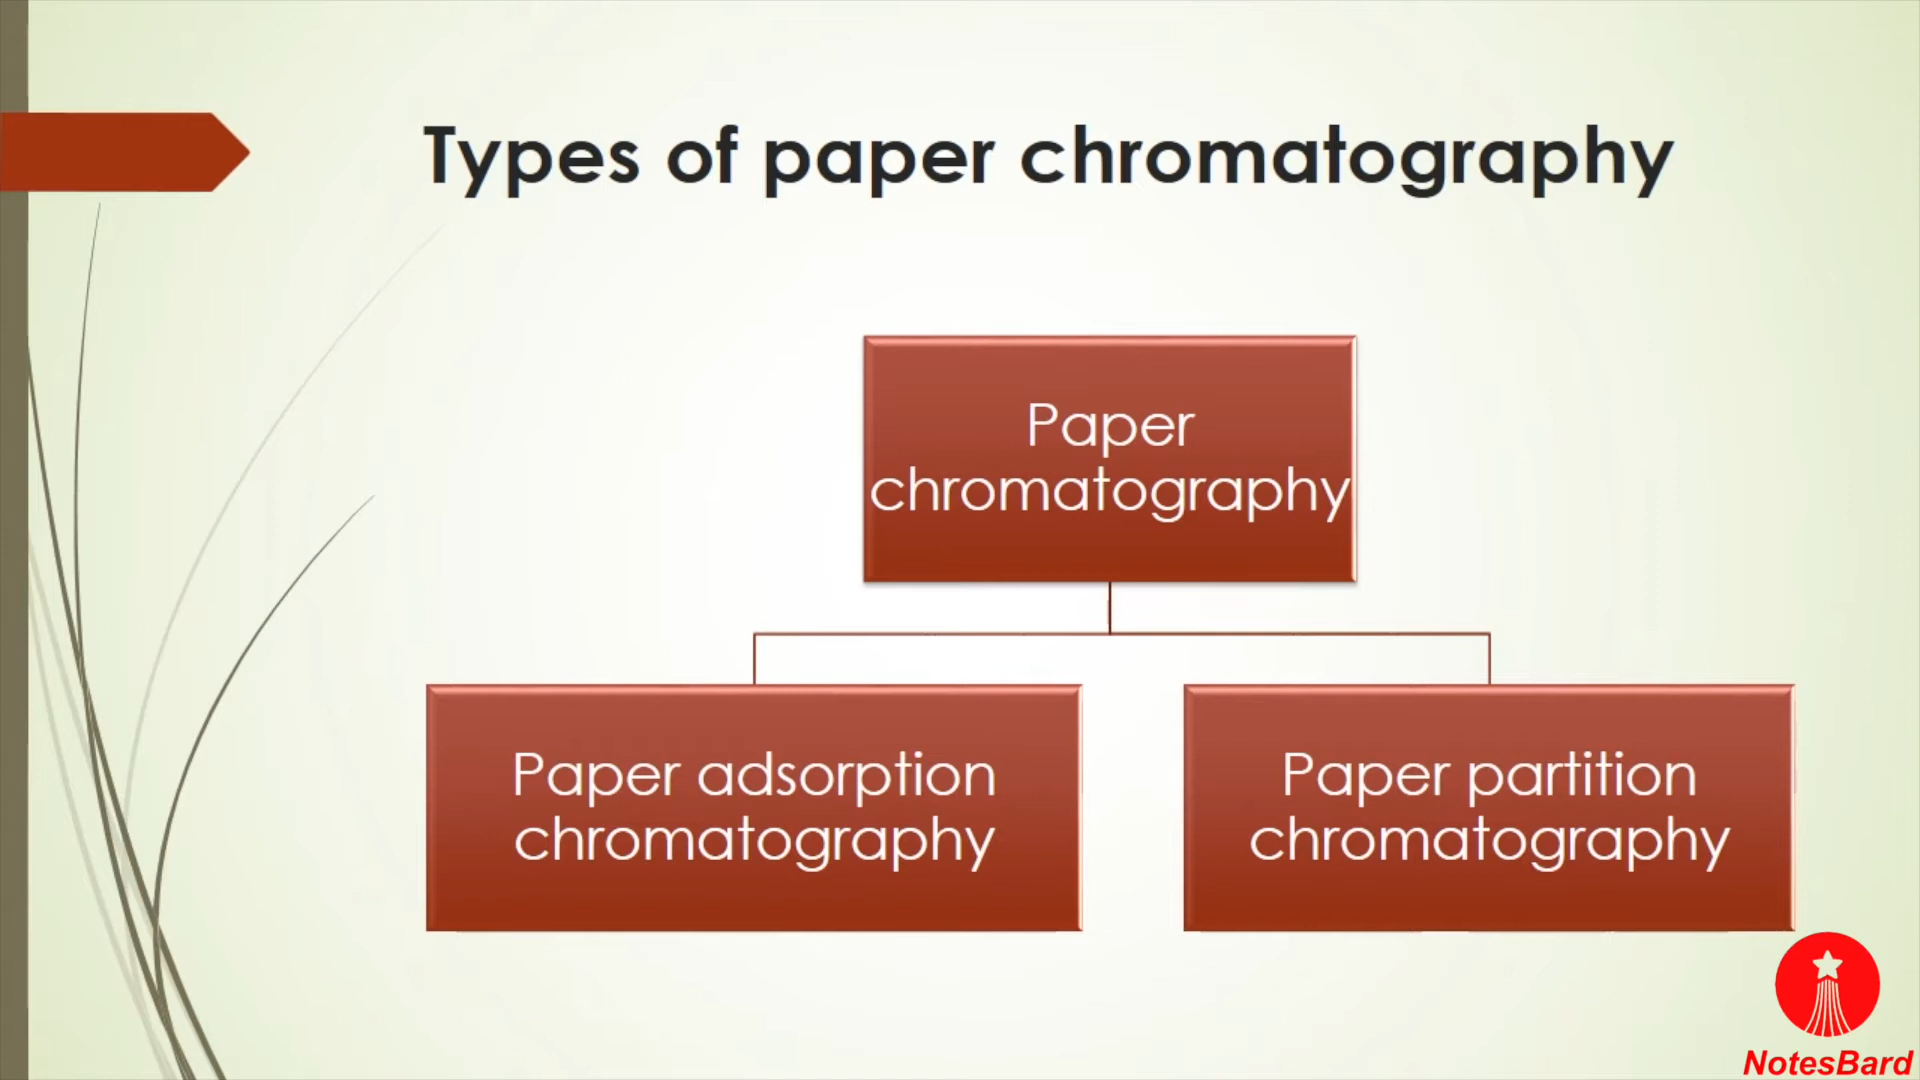 Types of paper chromatography
Paper
chromatography
Paper adsorption
chromatography
Paper partition
chromatography
NotesBard